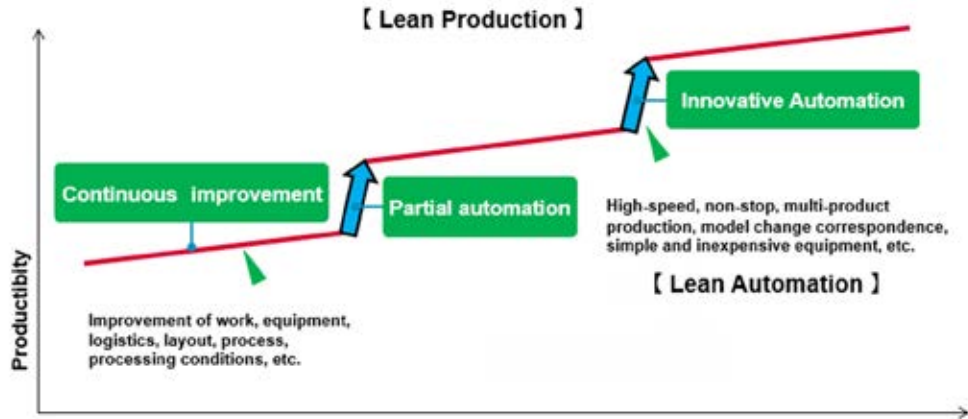 【 Lean Production 】
Innovative Automation
Continuous improvement
Partial automation
High-speed, non-stop, multi-product
production, model change correspondence,
simple and inexpensive equipment, etc.
【 Lean Automation 】
Improvement of work, equipment,
logistics, layout, process,
processing conditions, etc.
Productibity